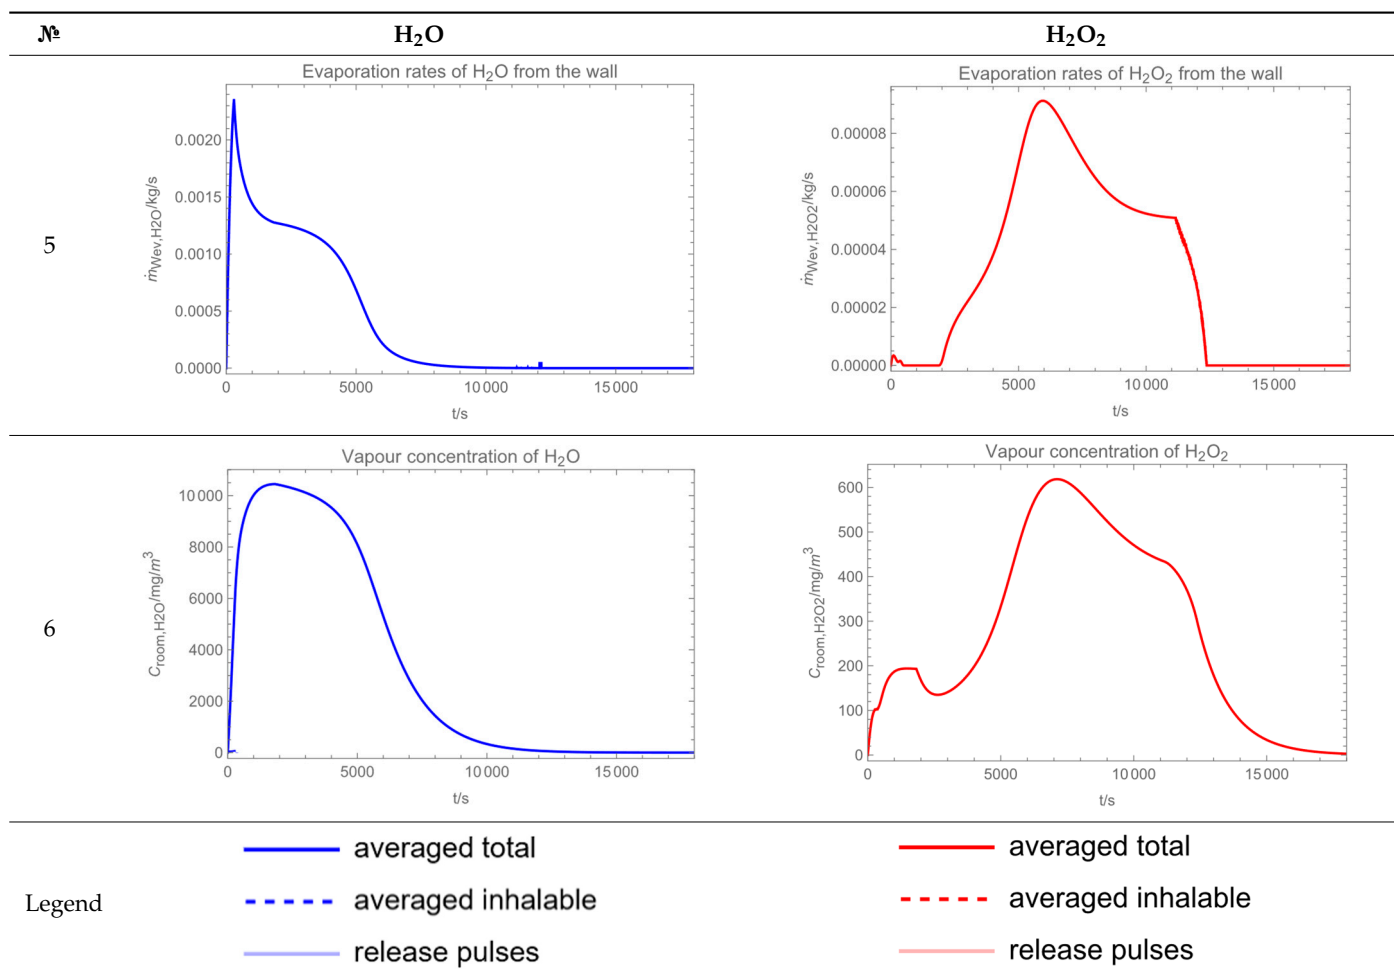 № H₂O H₂O₂
5
Evaporation rates of H₂O from the wall
ṁWev,H2O/kg/s
0.0020
0.0015
0.0010
0.0005
0.0000
0 5000 10000 15000
t/s
Evaporation rates of H₂O₂ from the wall
ṁWev,H2O2/kg/s
0.00008
0.00006
0.00004
0.00002
0.00000
0 5000 10000 15000
t/s
6
Vapour concentration of H₂O
Croom,H2O/mg/m³
10000
8000
6000
4000
2000
0
0 5000 10000 15000
t/s
Vapour concentration of H₂O₂
Croom,H2O2/mg/m³
600
500
400
300
200
100
0
0 5000 10000 15000
t/s
Legend
averaged total
averaged inhalable
release pulses
averaged total
averaged inhalable
release pulses